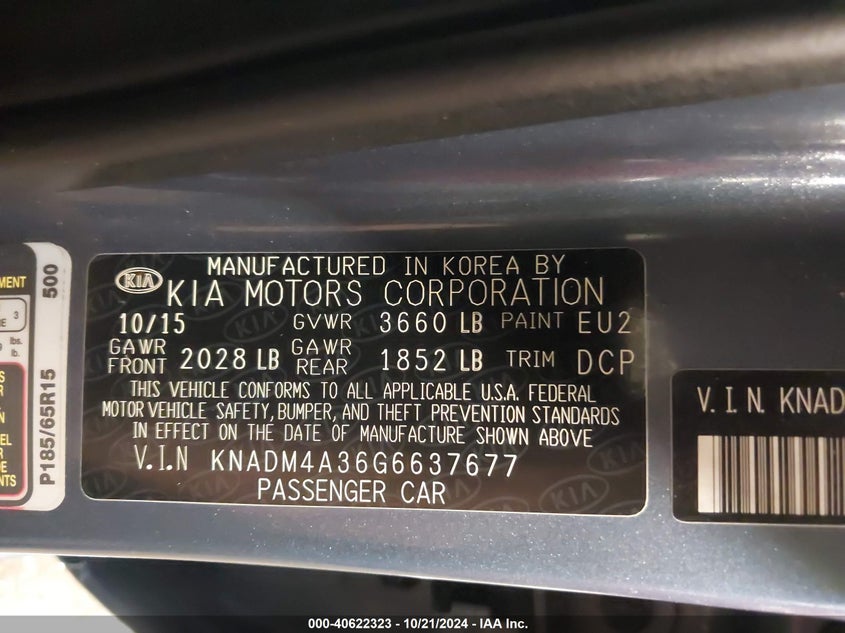 MANUFACTURED IN KOREA BY
KIA KIA MOTORS CORPORATION
10/15 GVWR 3660 LB PAINT EU2
GAWR FRONT 2028 LB GAWR REAR 1852 LB TRIM DCP
THIS VEHICLE CONFORMS TO ALL APPLICABLE U.S.A. FEDERAL
MOTOR VEHICLE SAFETY, BUMPER, AND THEFT PREVENTION STANDARDS
IN EFFECT ON THE DATE OF MANUFACTURE SHOWN ABOVE
V.I.N KNADM4A36G6637677
PASSENGER CAR
P185/65R15 500
3
lbs.
lb.
V.I.N. KNAD
000-40622323 - 10/21/2024 - © IAA, Inc.